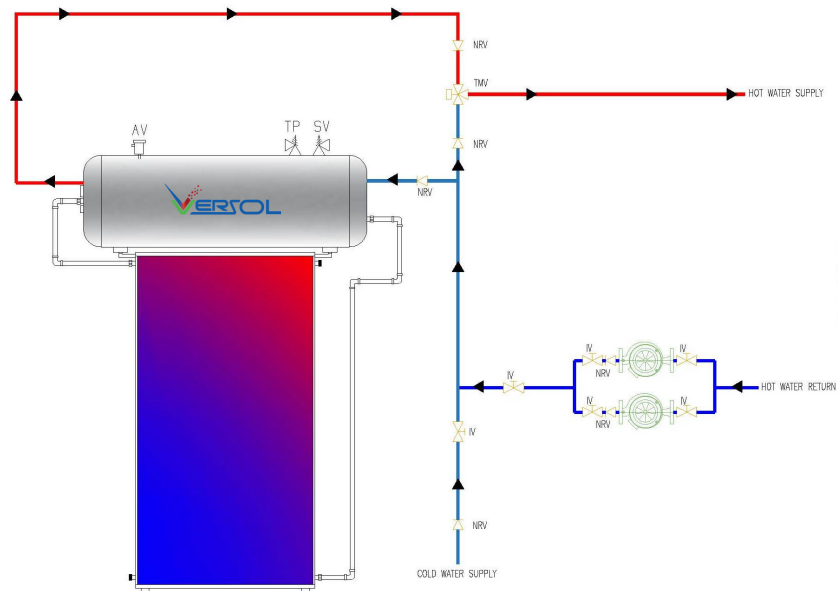 NRV
TMV
HOT WATER SUPPLY
TP SV
AV
NRV
NRV
VERSOL
IV IV
NRV
IV
HOT WATER RETURN
IV IV
NRV
IV
NRV
COLD WATER SUPPLY